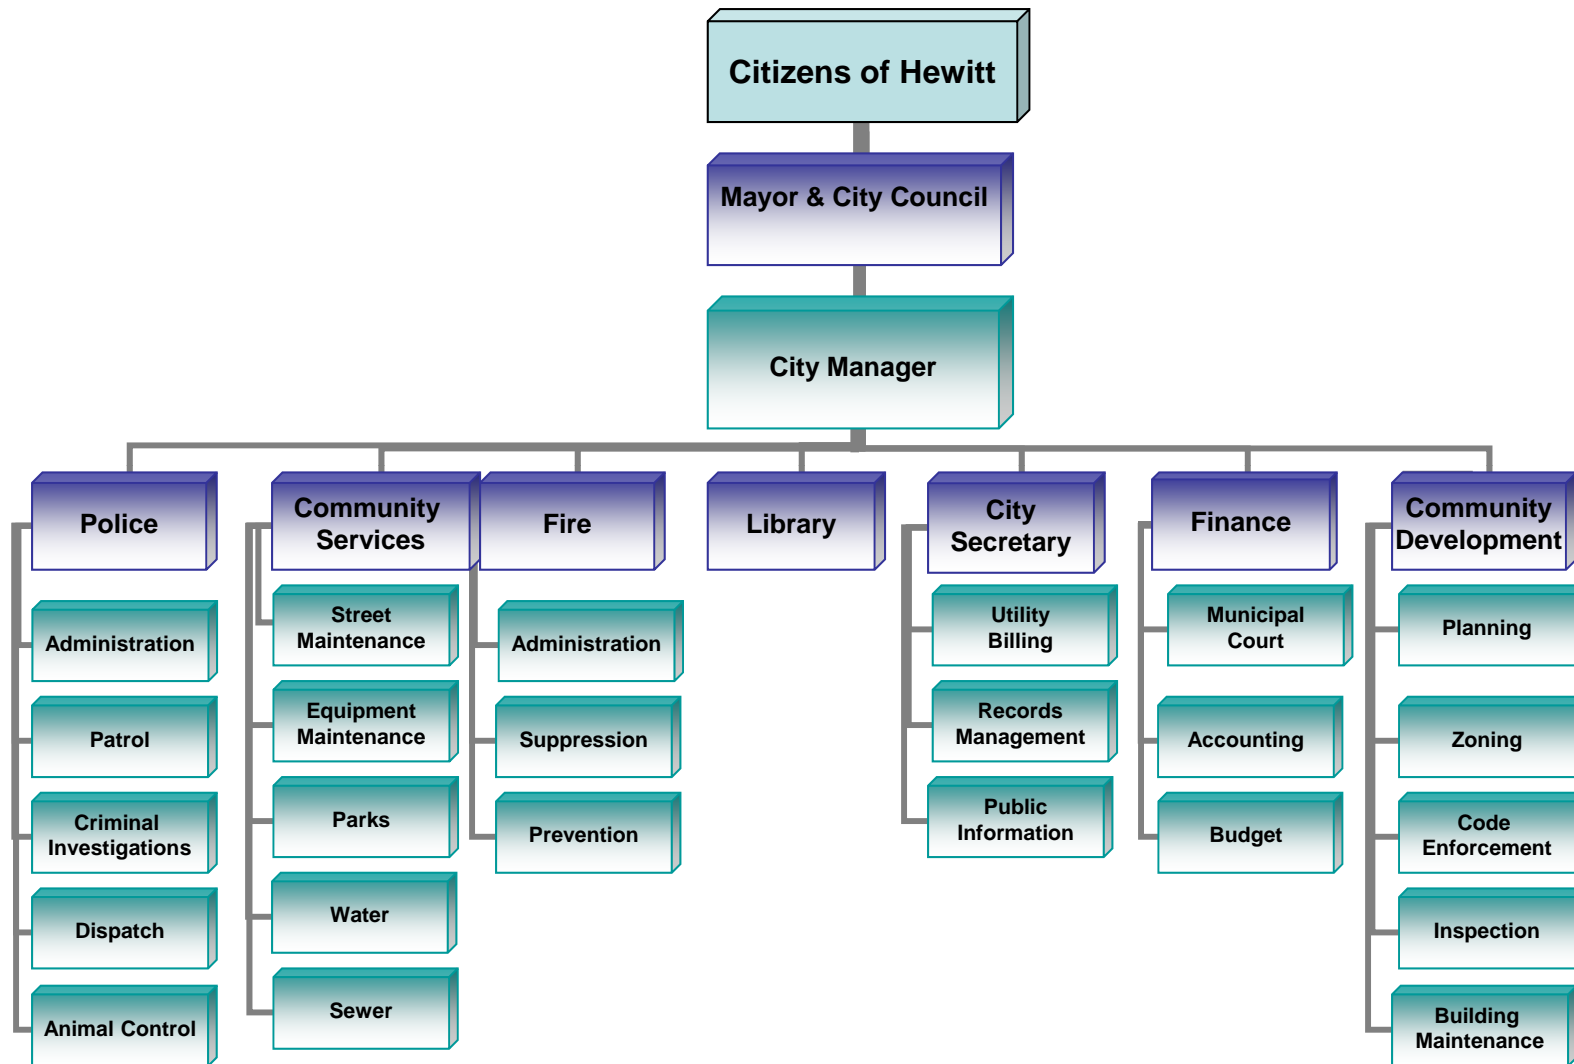 Citizens of Hewitt
Mayor & City Council
City Manager
Police
Community
Services
Fire
Library
City
Secretary
Finance
Community
Development
Administration
Patrol
Criminal
Investigations
Dispatch
Animal Control
Street
Maintenance
Equipment
Maintenance
Parks
Water
Sewer
Administration
Suppression
Prevention
Utility
Billing
Records
Management
Public
Information
Municipal
Court
Accounting
Budget
Planning
Zoning
Code
Enforcement
Inspection
Building
Maintenance